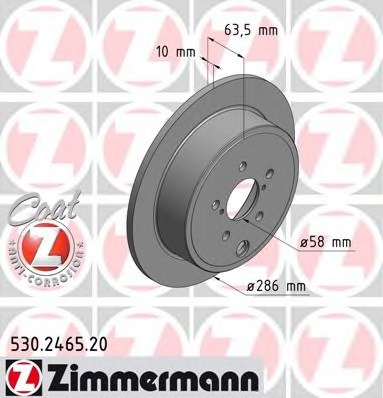 63,5 mm
10 mm
Coat
Z
ANTI-CORROSION
ø58 mm
ø286 mm
530.2465.20
Z Zimmermann